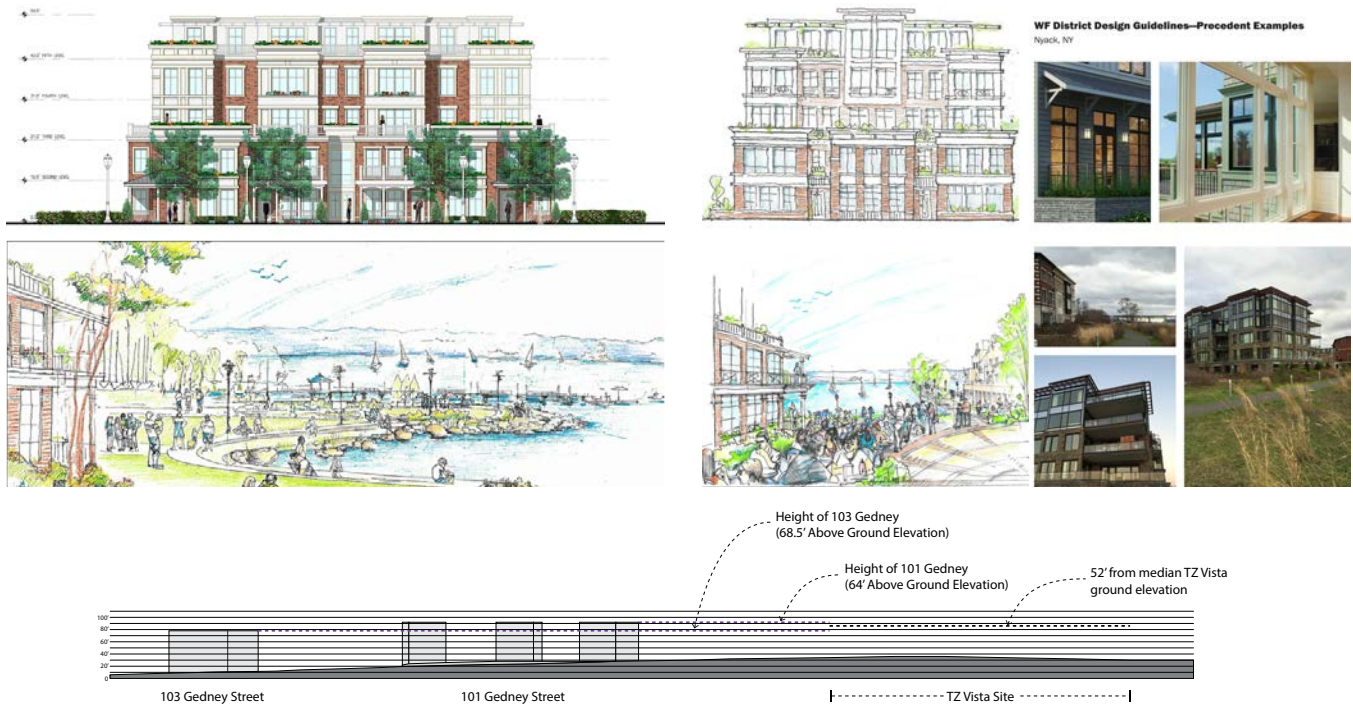 WF District Design Guidelines—Precedent Examples
Nyack, NY
Height of 103 Gedney
(68.5' Above Ground Elevation)
Height of 101 Gedney
(64' Above Ground Elevation)
52' from median TZ Vista
ground elevation
100'
80'
60'
40'
20'
0
103 Gedney Street
101 Gedney Street
TZ Vista Site